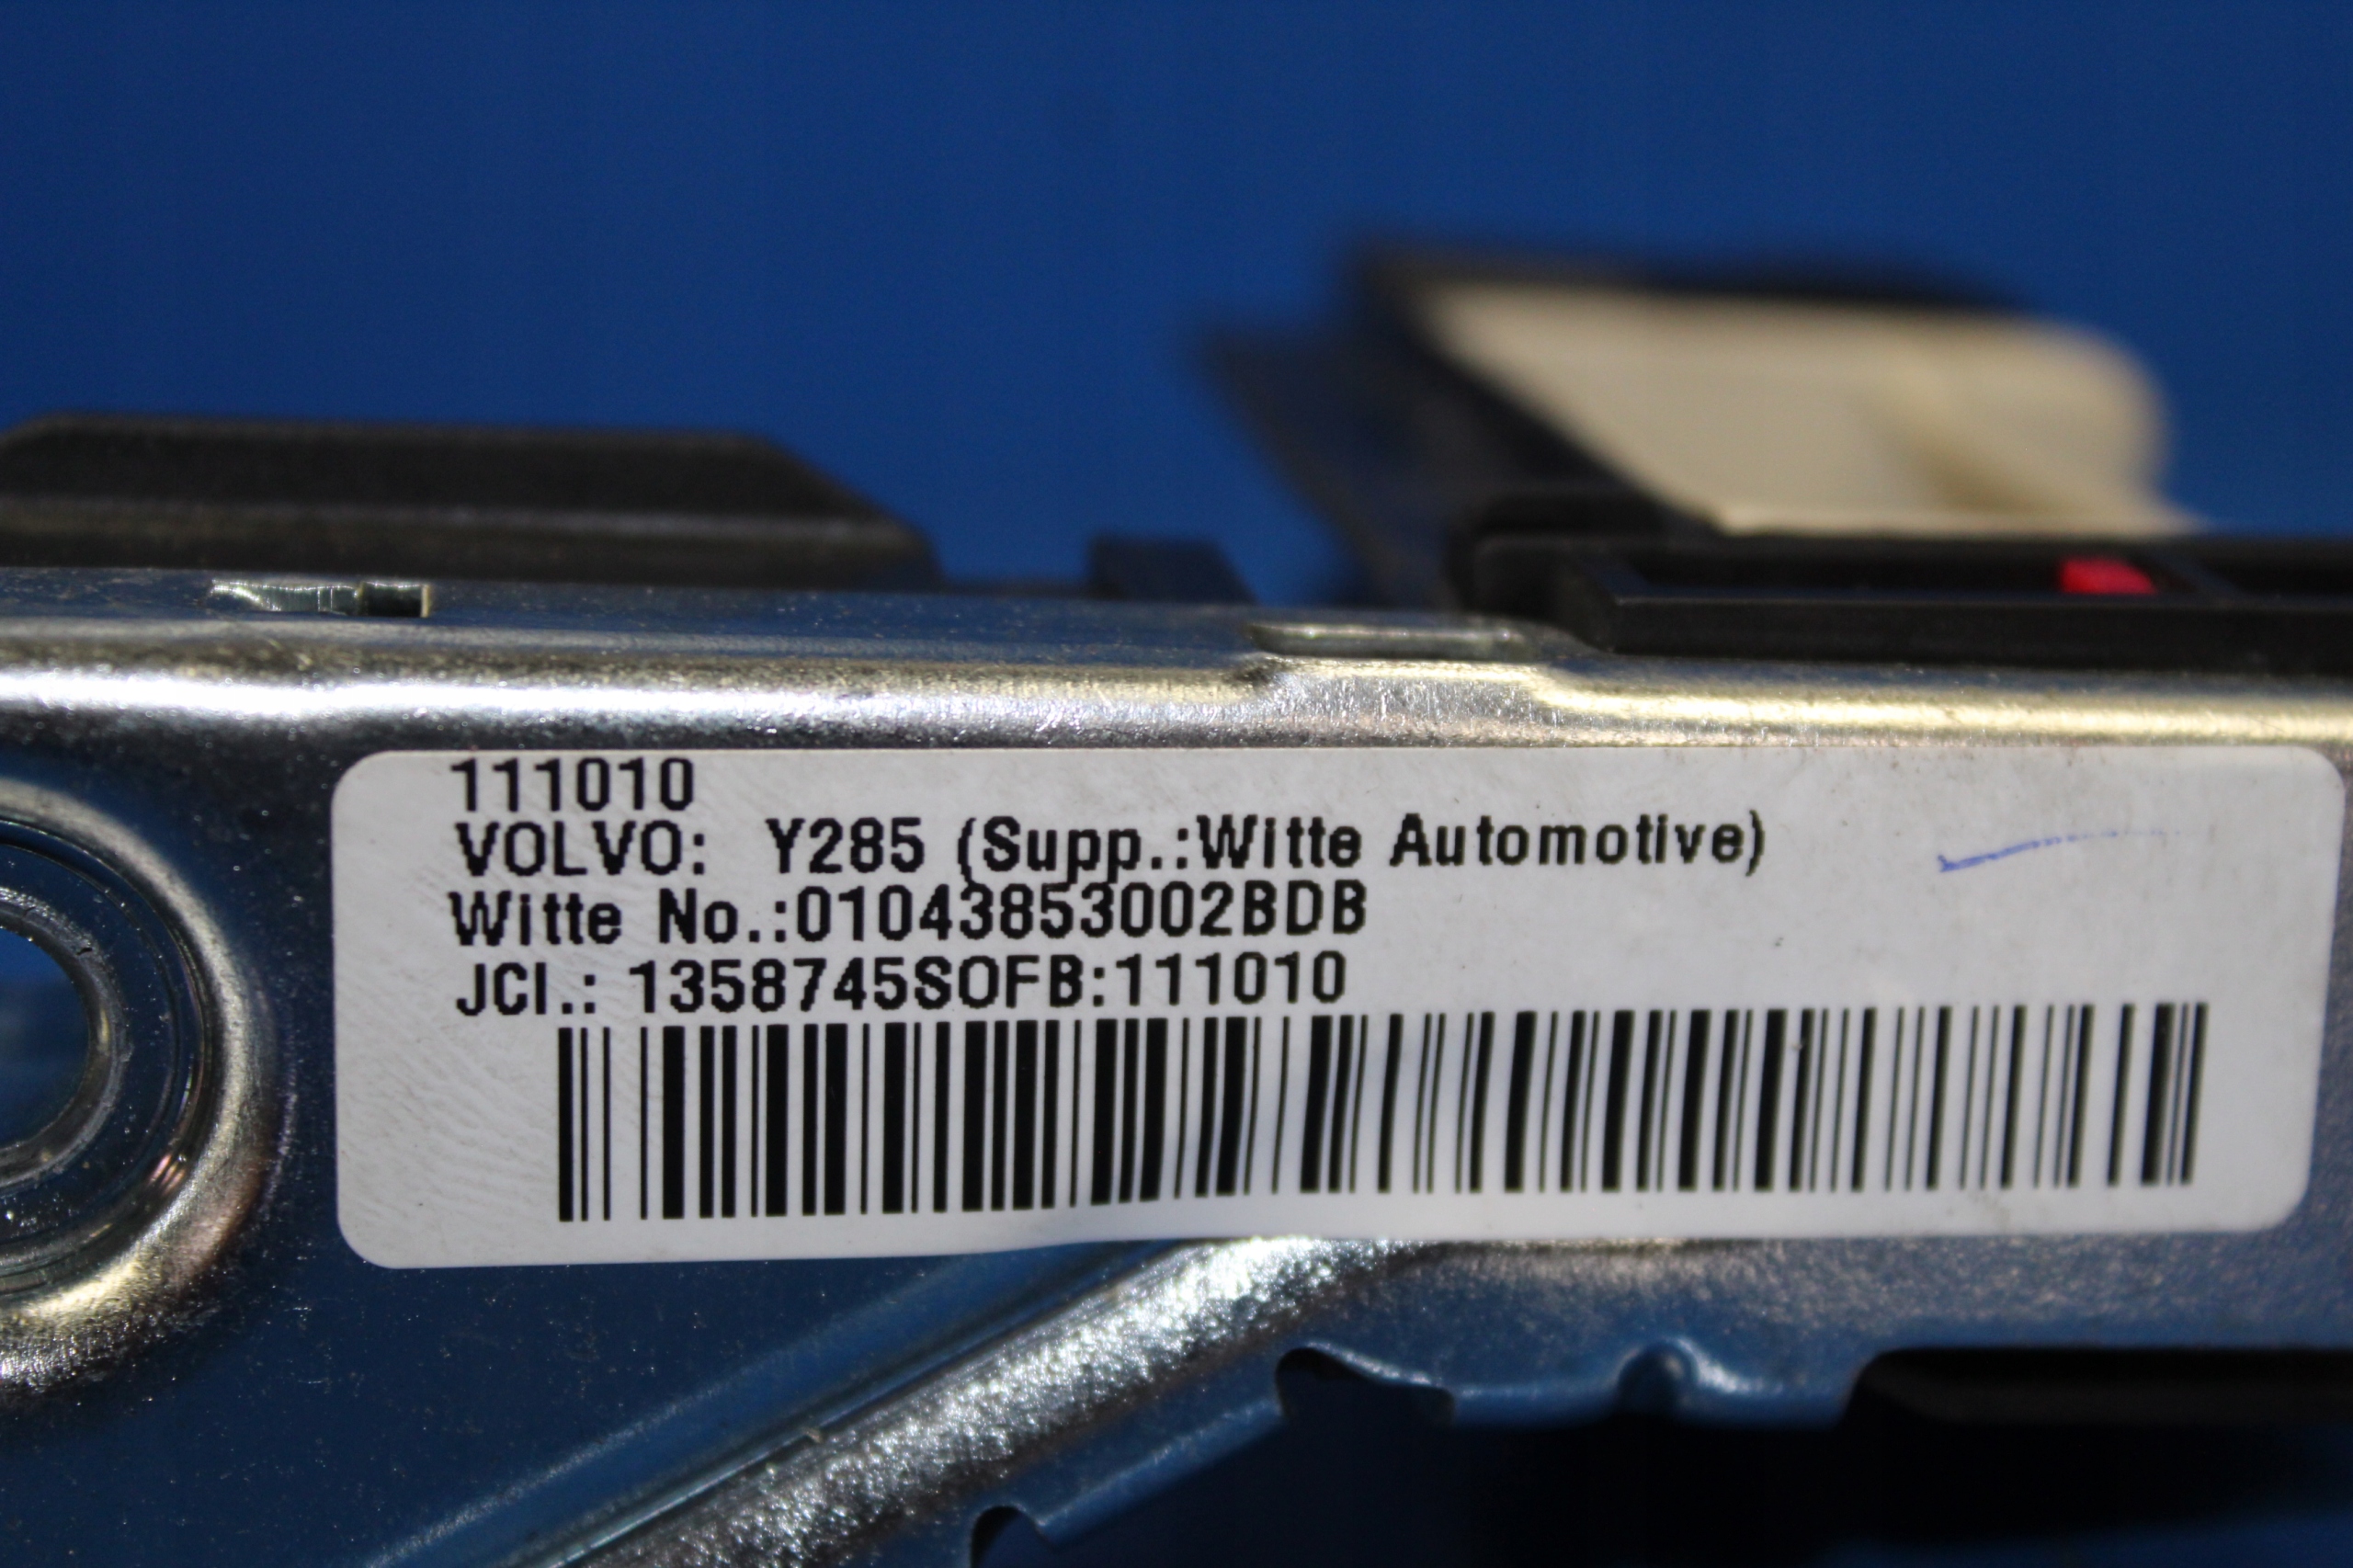 111010
VOLVO: Y285 (Supp.:Witte Automotive)
Witte No.:01043853002BDB
JCI.: 1358745SOFB:111010